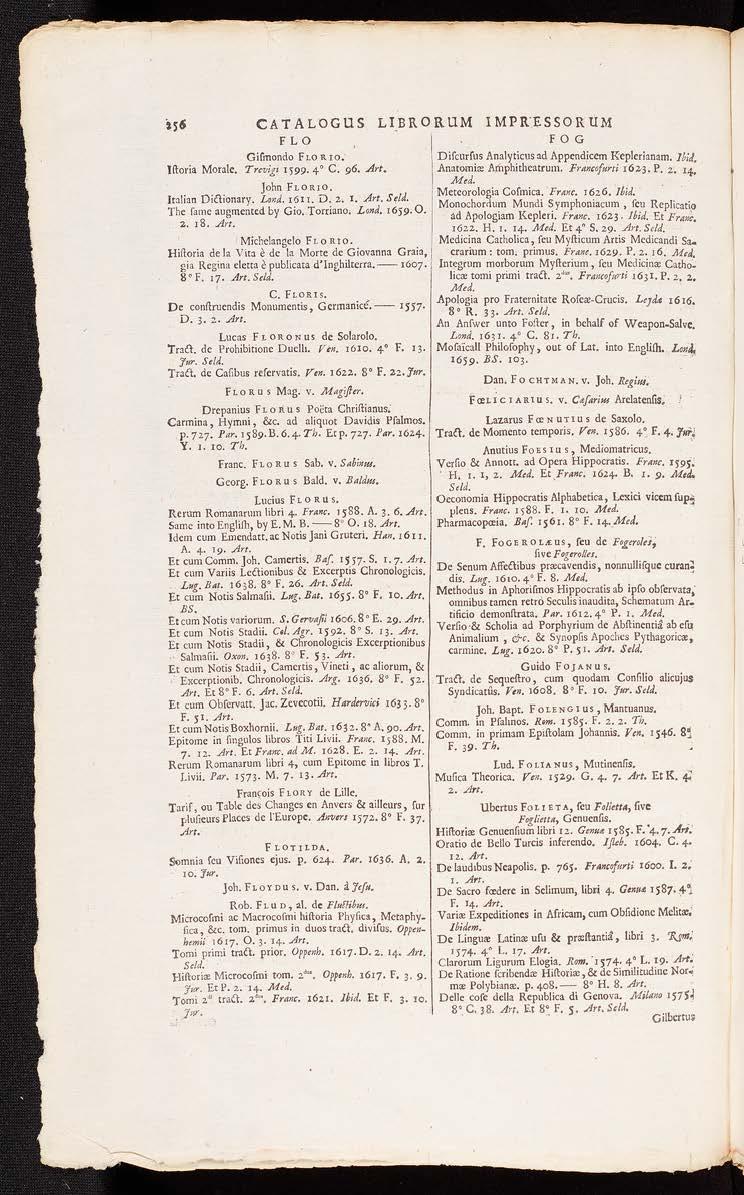 256 CATALOGUS LIBRORUM IMPRESSORUM
FLO
Giſmondo FLORIO.
Iſtoria Morale. Trevigi 1599. 4° C. 96. Art.
John FLORIO.
Italian Dictionary. Lond. 1611. D. 2. 1. Art. Seld.
The ſame augmented by Gio. Torriano. Lond. 1659. O.
2. 18. Art.
Michelangelo FLORIO.
Hiſtoria de la Vita è de la Morte de Giovanna Graia,
gia Regina eletta è publicata d'Inghilterra. — 1607.
8° F. 17. Art. Seld.
C. FLORIS.
De conſtruendis Monumentis, Germanicé. — 1557.
D. 3. 2. Art.
Lucas FLORONUS de Solarolo.
Tract. de Prohibitione Duelli. Ven. 1610. 4° F. 13.
Jur. Seld.
Tract. de Caſibus reſervatis. Ven. 1622. 8° F. 22. Jur.
FLORUS Mag. v. Magiſter.
Drepanius FLORUS Poëta Chriſtianus.
Carmina, Hymni, &c. ad aliquot Davidis Pſalmos.
p. 727. Par. 1589. B. 6. 4. Th. Et p. 727. Par. 1624.
Y. 1. 10. Th.
Franc. FLORUS Sab. v. Sabinus.
Georg. FLORUS Bald. v. Baldus.
Lucius FLORUS.
Rerum Romanarum libri 4. Franc. 1588. A. 3. 6. Art.
Same into Engliſh, by E. M. B. — 8° O. 18. Art.
Idem cum Emendatt. ac Notis Jani Gruteri. Han. 1611.
A. 4. 19. Art.
Et cum Comm. Joh. Camertis. Baſ. 1557. S. 1. 7. Art.
Et cum Variis Lectionibus & Excerptis Chronologicis.
Lug. Bat. 1638. 8° F. 26. Art. Seld.
Et cum Notis Salmaſii. Lug. Bat. 1655. 8° F. 10. Art.
BS.
Et cum Notis variorum. S. Gervaſii 1606. 8° E. 29. Art.
Et cum Notis Stadii. Col. Agr. 1592. 8° S. 13. Art.
Et cum Notis Stadii, & Chronologicis Exceptionibus
Salmaſii. Oxon. 1638. 8° F. 53. Art.
Et cum Notis Stadii, Camertis, Vineti, ac aliorum, &
Exceptionib. Chronologicis. Arg. 1636. 8° F. 52.
Art. Et 8° F. 6. Art. Seld.
Et cum Obſervatt. Jac. Zevecotii. Hardervici 1633. 8°
F. 51. Art.
Et cum Notis Boxhornii. Lug. Bat. 1632. 8° A. 90. Art.
Epitome in ſingulos libros Titi Livii. Franc. 1588. M.
7. 12. Art. Et Franc. ad M. 1628. E. 2. 14. Art.
Rerum Romanarum libri 4, cum Epitome in libros T.
Livii. Par. 1573. M. 7. 13. Art.
François FLORY de Lille.
Tarif, ou Table des Changes en Anvers & ailleurs, ſur
pluſieurs Places de l'Europe. Anvers 1572. 8° F. 37.
Art.
FLOTILDA.
Somnia ſeu Viſiones ejus. p. 624. Par. 1636. A. 2.
10. Jur.
Joh. FLOYDUS. v. Dan. à Jeſu.
Rob. FLUD, al. de Fluctibus.
Microcoſmi ac Macrocoſmi hiſtoria Phyſica, Metaphy-
ſica, &c. tom. primus in duos tract. diviſus. Oppen-
hemii 1617. O. 3. 14. Art.
Tomi primi tract. prior. Oppenh. 1617. D. 2. 14. Art.
Seld.
Hiſtoriæ Microcoſmi tom. 2dus. Oppenh. 1617. F. 3. 9.
Jur. Et P. 2. 14. Med.
Tomi 2di tract. 2dus. Franc. 1621. Ibid. Et F. 3. 10.
Jur.
FOG
Diſcurſus Analyticus ad Appendicem Keplerianam. Ibid.
Anatomiæ Amphitheatrum. Francofurti 1623. P. 2. 14.
Med.
Meteorologia Coſmica. Franc. 1626. Ibid.
Monochordum Mundi Symphoniacum, ſeu Replicatio
ad Apologiam Kepleri. Franc. 1623. Ibid. Et Franc.
1622. H. 1. 14. Med. Et 4° S. 29. Art. Seld.
Medicina Catholica, ſeu Myſticum Artis Medicandi Sa-
crarium: tom. primus. Franc. 1629. P. 2. 16. Med.
Integrum morborum Myſterium, ſeu Medicinæ Catho-
licæ tomi primi tract. 2dus. Francofurti 1631. P. 2. 2.
Med.
Apologia pro Fraternitate Roſeæ-Crucis. Leydæ 1616.
8° R. 33. Art. Seld.
An Anſwer unto Foſter, in behalf of Weapon-Salve.
Lond. 1631. 4° C. 81. Th.
Moſaïcall Philoſophy, out of Lat. into Engliſh. Lond.
1659. BS. 103.
Dan. FOCHTMAN. v. Joh. Regius.
FŒLICIARIUS. v. Caſarius Arelatenſis.
Lazarus FŒNUTIUS de Saxolo.
Tract. de Momento temporis. Ven. 1586. 4° F. 4. Jur.
Anutius FOESIUS, Mediomatricus.
Verſio & Annott. ad Opera Hippocratis. Franc. 1595.
H. 1. 1, 2. Med. Et Franc. 1624. B. 1. 9. Med.
Seld.
Oeconomia Hippocratis Alphabetica, Lexici vicem ſup-
plens. Franc. 1588. F. 1. 10. Med.
Pharmacopœia. Baſ. 1561. 8° F. 14. Med.
F. FOGEROLÆUS, ſeu de Fogeroles,
ſive Fogerolles.
De Senum Affectibus præcavendis, nonnullíſque curan-
dis. Lug. 1610. 4° F. 8. Med.
Methodus in Aphoriſmos Hippocratis ab ipſo obſervata,
omnibus tamen retrò Seculis inaudita, Schematum Ar-
tificio demonſtrata. Par. 1612. 4° P. 1. Med.
Verſio & Scholia ad Porphyrium de Abſtinentiâ ab eſu
Animalium, &c. & Synopſis Apoches Pythagoricæ,
carmine. Lug. 1620. 8° P. 51. Art. Seld.
Guido FOJANUS.
Tract. de Sequeſtro, cum quodam Conſilio alicujus
Syndicatûs. Ven. 1608. 8° F. 10. Jur. Seld.
Joh. Bapt. FOLENGIUS, Mantuanus.
Comm. in Pſalmos. Rom. 1585. F. 2. 2. Th.
Comm. in primam Epiſtolam Johannis. Ven. 1546. 8°
F. 39. Th.
Lud. FOLIANUS, Mutinenſis.
Muſica Theorica. Ven. 1529. G. 4. 7. Art. Et K. 4.
2. Art.
Ubertus FOLIETA, ſeu Folietta, ſive
Foglietta, Genuenſis.
Hiſtoriæ Genuenſium libri 12. Genuæ 1585. F. 4. 7. Art.
Oratio de Bello Turcis inferendo. Iſleb. 1604. C. 4.
12. Art.
De laudibus Neapolis. p. 765. Francofurti 1600. I. 2.
1. Art.
De Sacro fœdere in Selimum, libri 4. Genuæ 1587. 4°
F. 14. Art.
Variæ Expeditiones in Africam, cum Obſidione Melitæ.
Ibidem.
De Linguæ Latinæ uſu & præſtantiâ, libri 3. Rom.
1574. 4° L. 17. Art.
Clarorum Ligurum Elogia. Rom. 1574. 4° L. 19. Art.
De Ratione ſcribendæ Hiſtoriæ, & de Similitudine Nor-
mæ Polybianæ. p. 408. — 8° H. 8. Art.
Delle coſe della Republica di Genova. Milano 1575.
8° C. 38. Art. Et 8° F. 5. Art. Seld.
Gilbertus